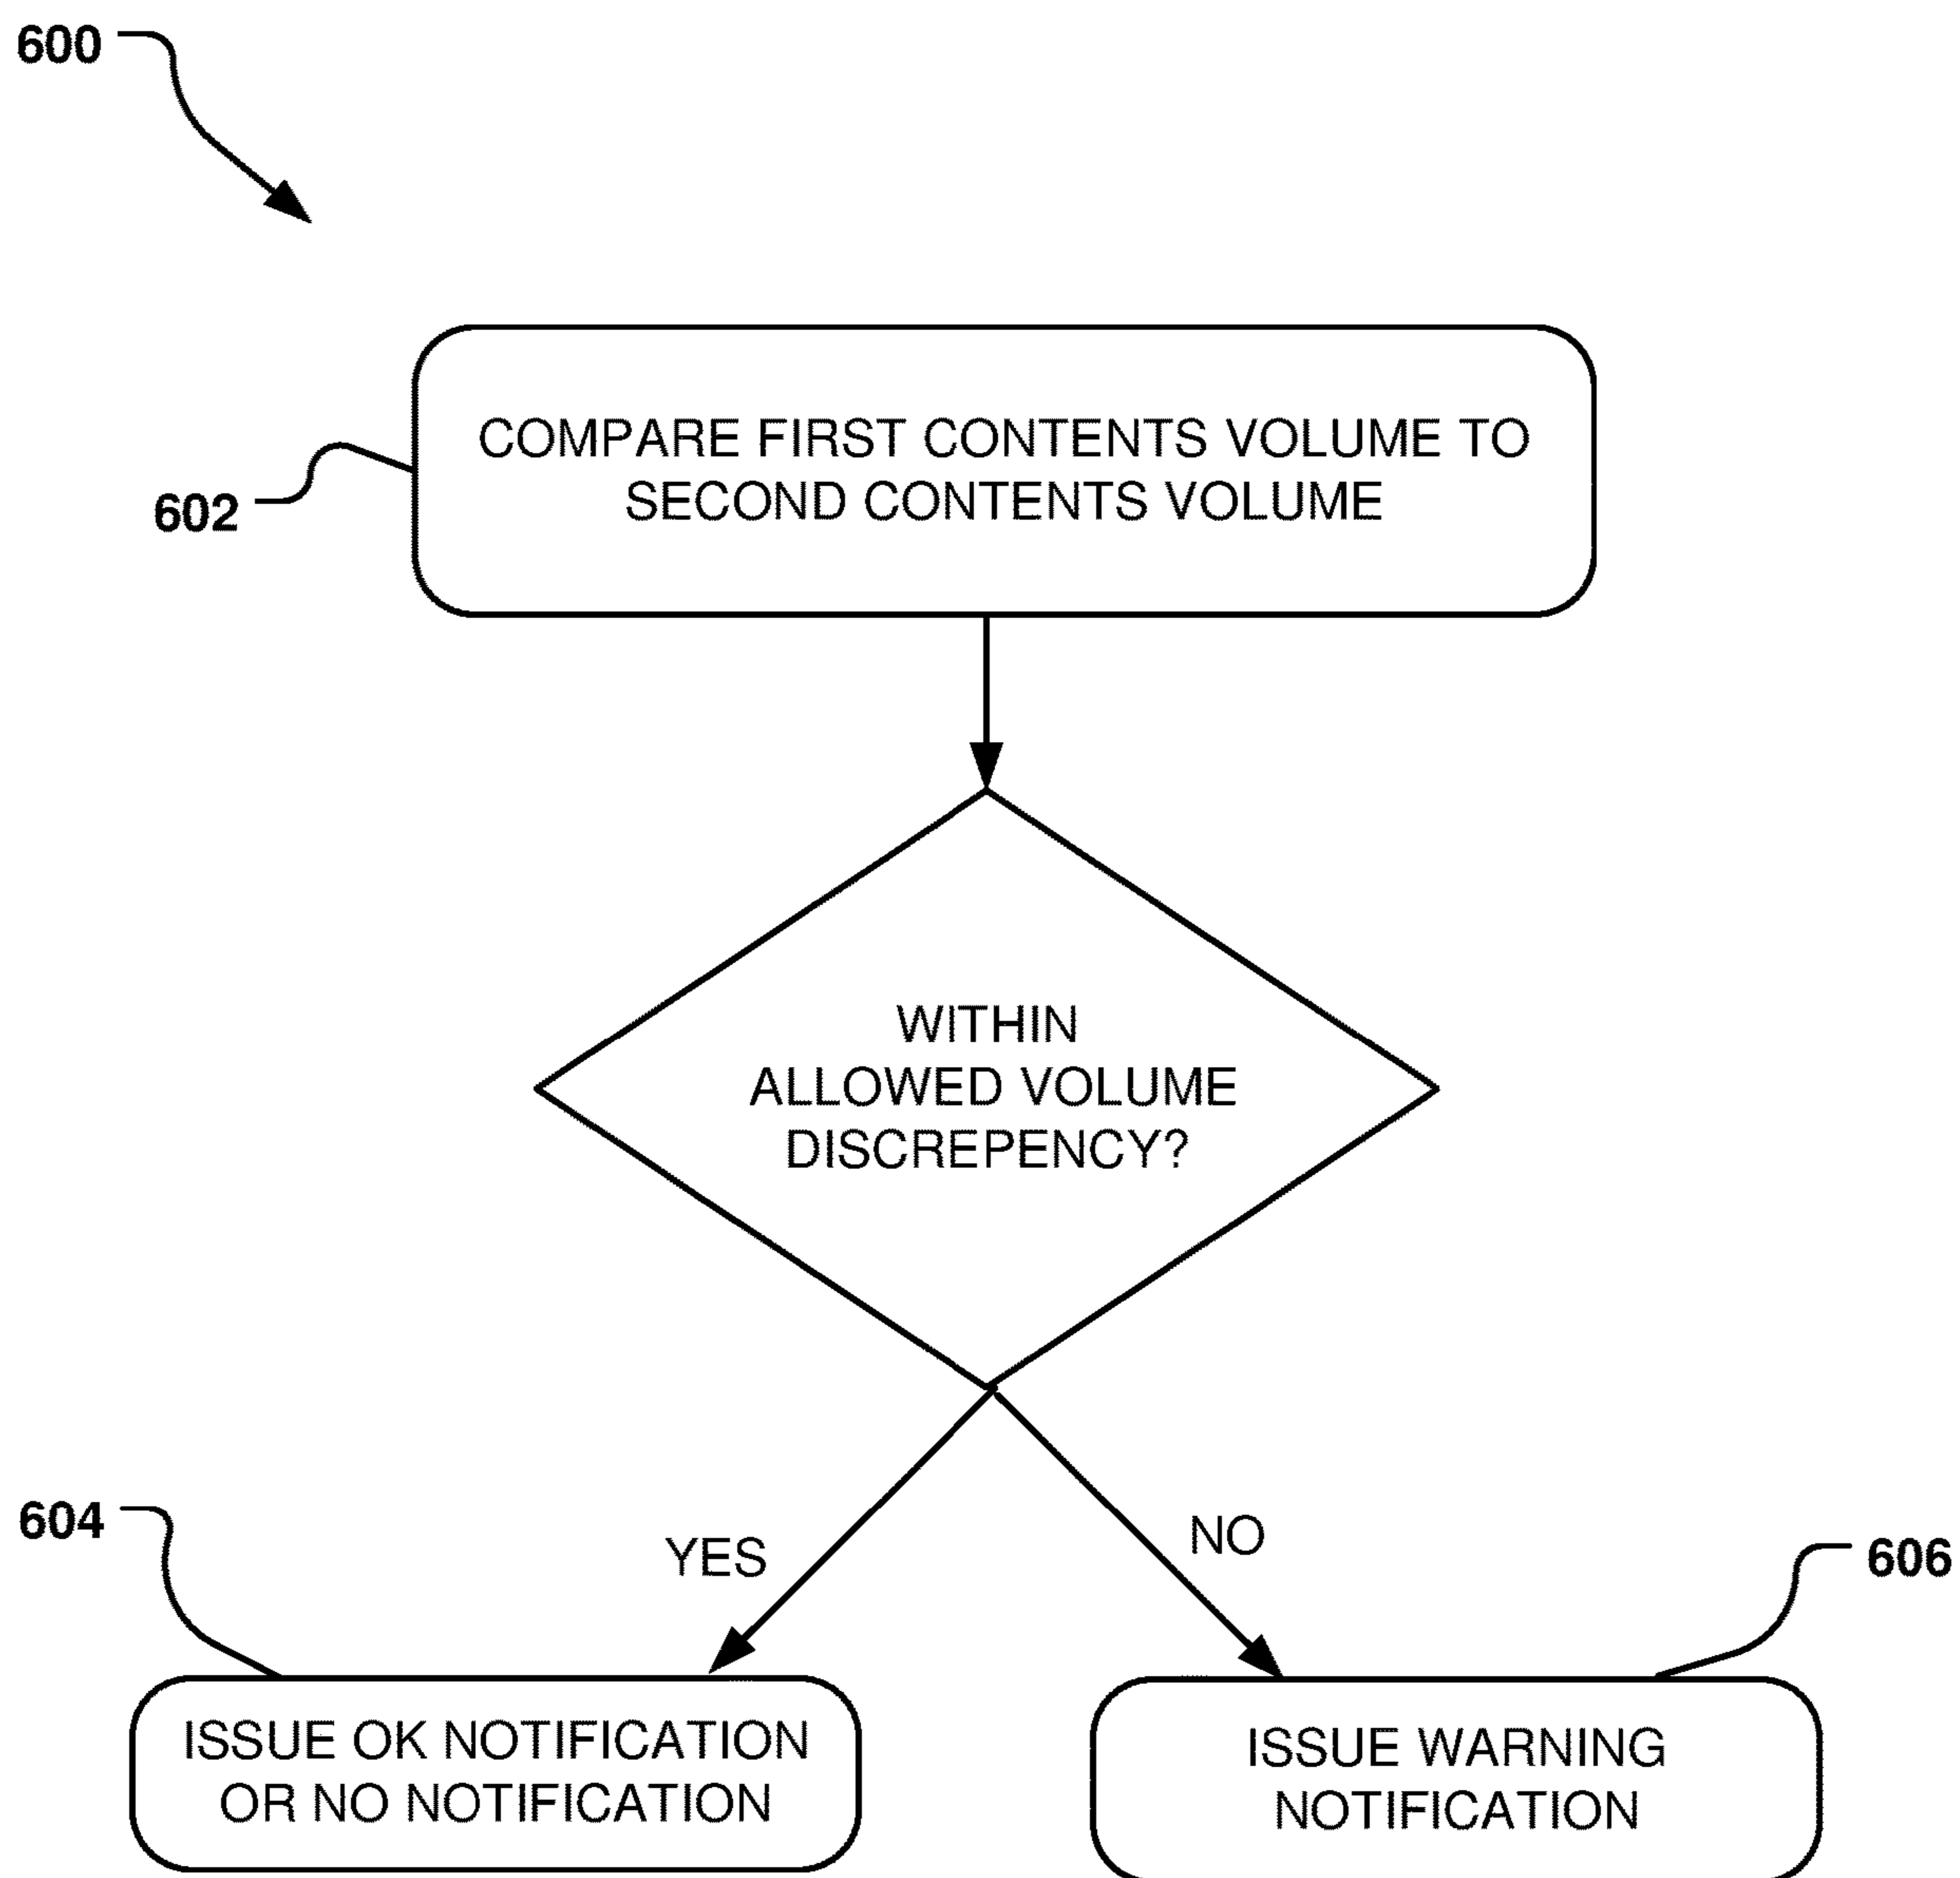 600
COMPARE FIRST CONTENTS VOLUME TO
SECOND CONTENTS VOLUME
602
WITHIN
ALLOWED VOLUME
DISCREPENCY?
604
YES
NO
606
ISSUE OK NOTIFICATION
OR NO NOTIFICATION
ISSUE WARNING
NOTIFICATION